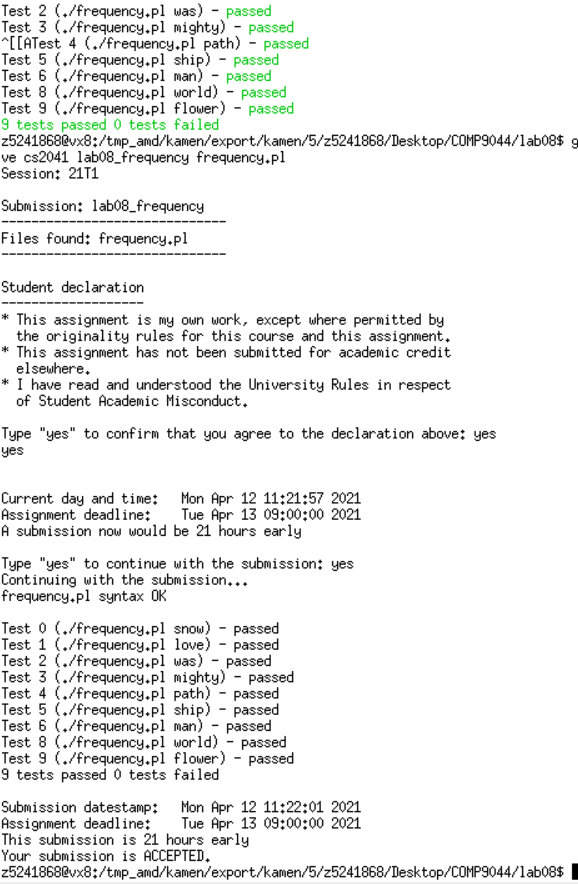 Test 2 (./frequency.pl was) - passed
Test 3 (./frequency.pl mighty) - passed
^[[ATest 4 (./frequency.pl path) - passed
Test 5 (./frequency.pl ship) - passed
Test 6 (./frequency.pl man) - passed
Test 8 (./frequency.pl world) - passed
Test 9 (./frequency.pl flower) - passed
9 tests passed 0 tests failed
z5241868@vx8:/tmp_amd/kamen/export/kamen/5/z5241868/Desktop/COMP9044/lab08$ g
ve cs2041 lab08_frequency frequency.pl
Session: 21T1
Submission: lab08_frequency
------------------------------
Files found: frequency.pl
------------------------------
Student declaration
-------------------
* This assignment is my own work, except where permitted by
the originality rules for this course and this assignment.
* This assignment has not been submitted for academic credit
elsewhere.
* I have read and understood the University Rules in respect
of Student Academic Misconduct.
Type "yes" to confirm that you agree to the declaration above: yes
yes
Current day and time:   Mon Apr 12 11:21:57 2021
Assignment deadline:    Tue Apr 13 09:00:00 2021
A submission now would be 21 hours early
Type "yes" to continue with the submission: yes
Continuing with the submission...
frequency.pl syntax OK
Test 0 (./frequency.pl snow) - passed
Test 1 (./frequency.pl love) - passed
Test 2 (./frequency.pl was) - passed
Test 3 (./frequency.pl mighty) - passed
Test 4 (./frequency.pl path) - passed
Test 5 (./frequency.pl ship) - passed
Test 6 (./frequency.pl man) - passed
Test 8 (./frequency.pl world) - passed
Test 9 (./frequency.pl flower) - passed
9 tests passed 0 tests failed
Submission datestamp:   Mon Apr 12 11:22:01 2021
Assignment deadline:    Tue Apr 13 09:00:00 2021
This submission is 21 hours early
Your submission is ACCEPTED.
z5241868@vx8:/tmp_amd/kamen/export/kamen/5/z5241868/Desktop/COMP9044/lab08$